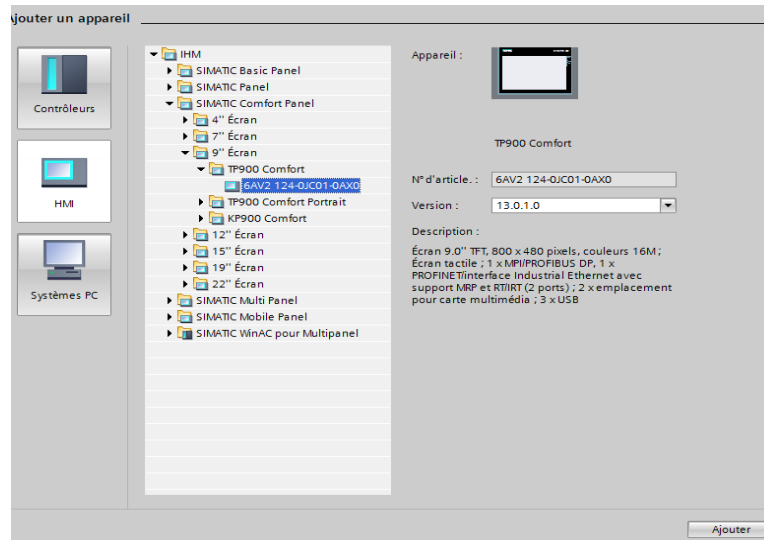 Ajouter un appareil
Contrôleurs
HMI
Systèmes PC
IHM
SIMATIC Basic Panel
SIMATIC Panel
SIMATIC Comfort Panel
4'' Écran
7'' Écran
9'' Écran
TP900 Comfort
6AV2 124-0JC01-0AX0
TP900 Comfort Portrait
KP900 Comfort
12'' Écran
15'' Écran
19'' Écran
22'' Écran
SIMATIC Multi Panel
SIMATIC Mobile Panel
SIMATIC WinAC pour Multipanel
Appareil :
TP900 Comfort
N° d'article. : 6AV2 124-0JC01-0AX0
Version : 13.0.1.0
Description :
Écran 9.0'' TFT, 800 x 480 pixels, couleurs 16M ;
Écran tactile ; 1 x MPI/PROFIBUS DP, 1 x
PROFINET/interface Industrial Ethernet avec
support MRP et RT/IRT (2 ports) ; 2 x emplacement
pour carte multimédia ; 3 x USB
Ajouter